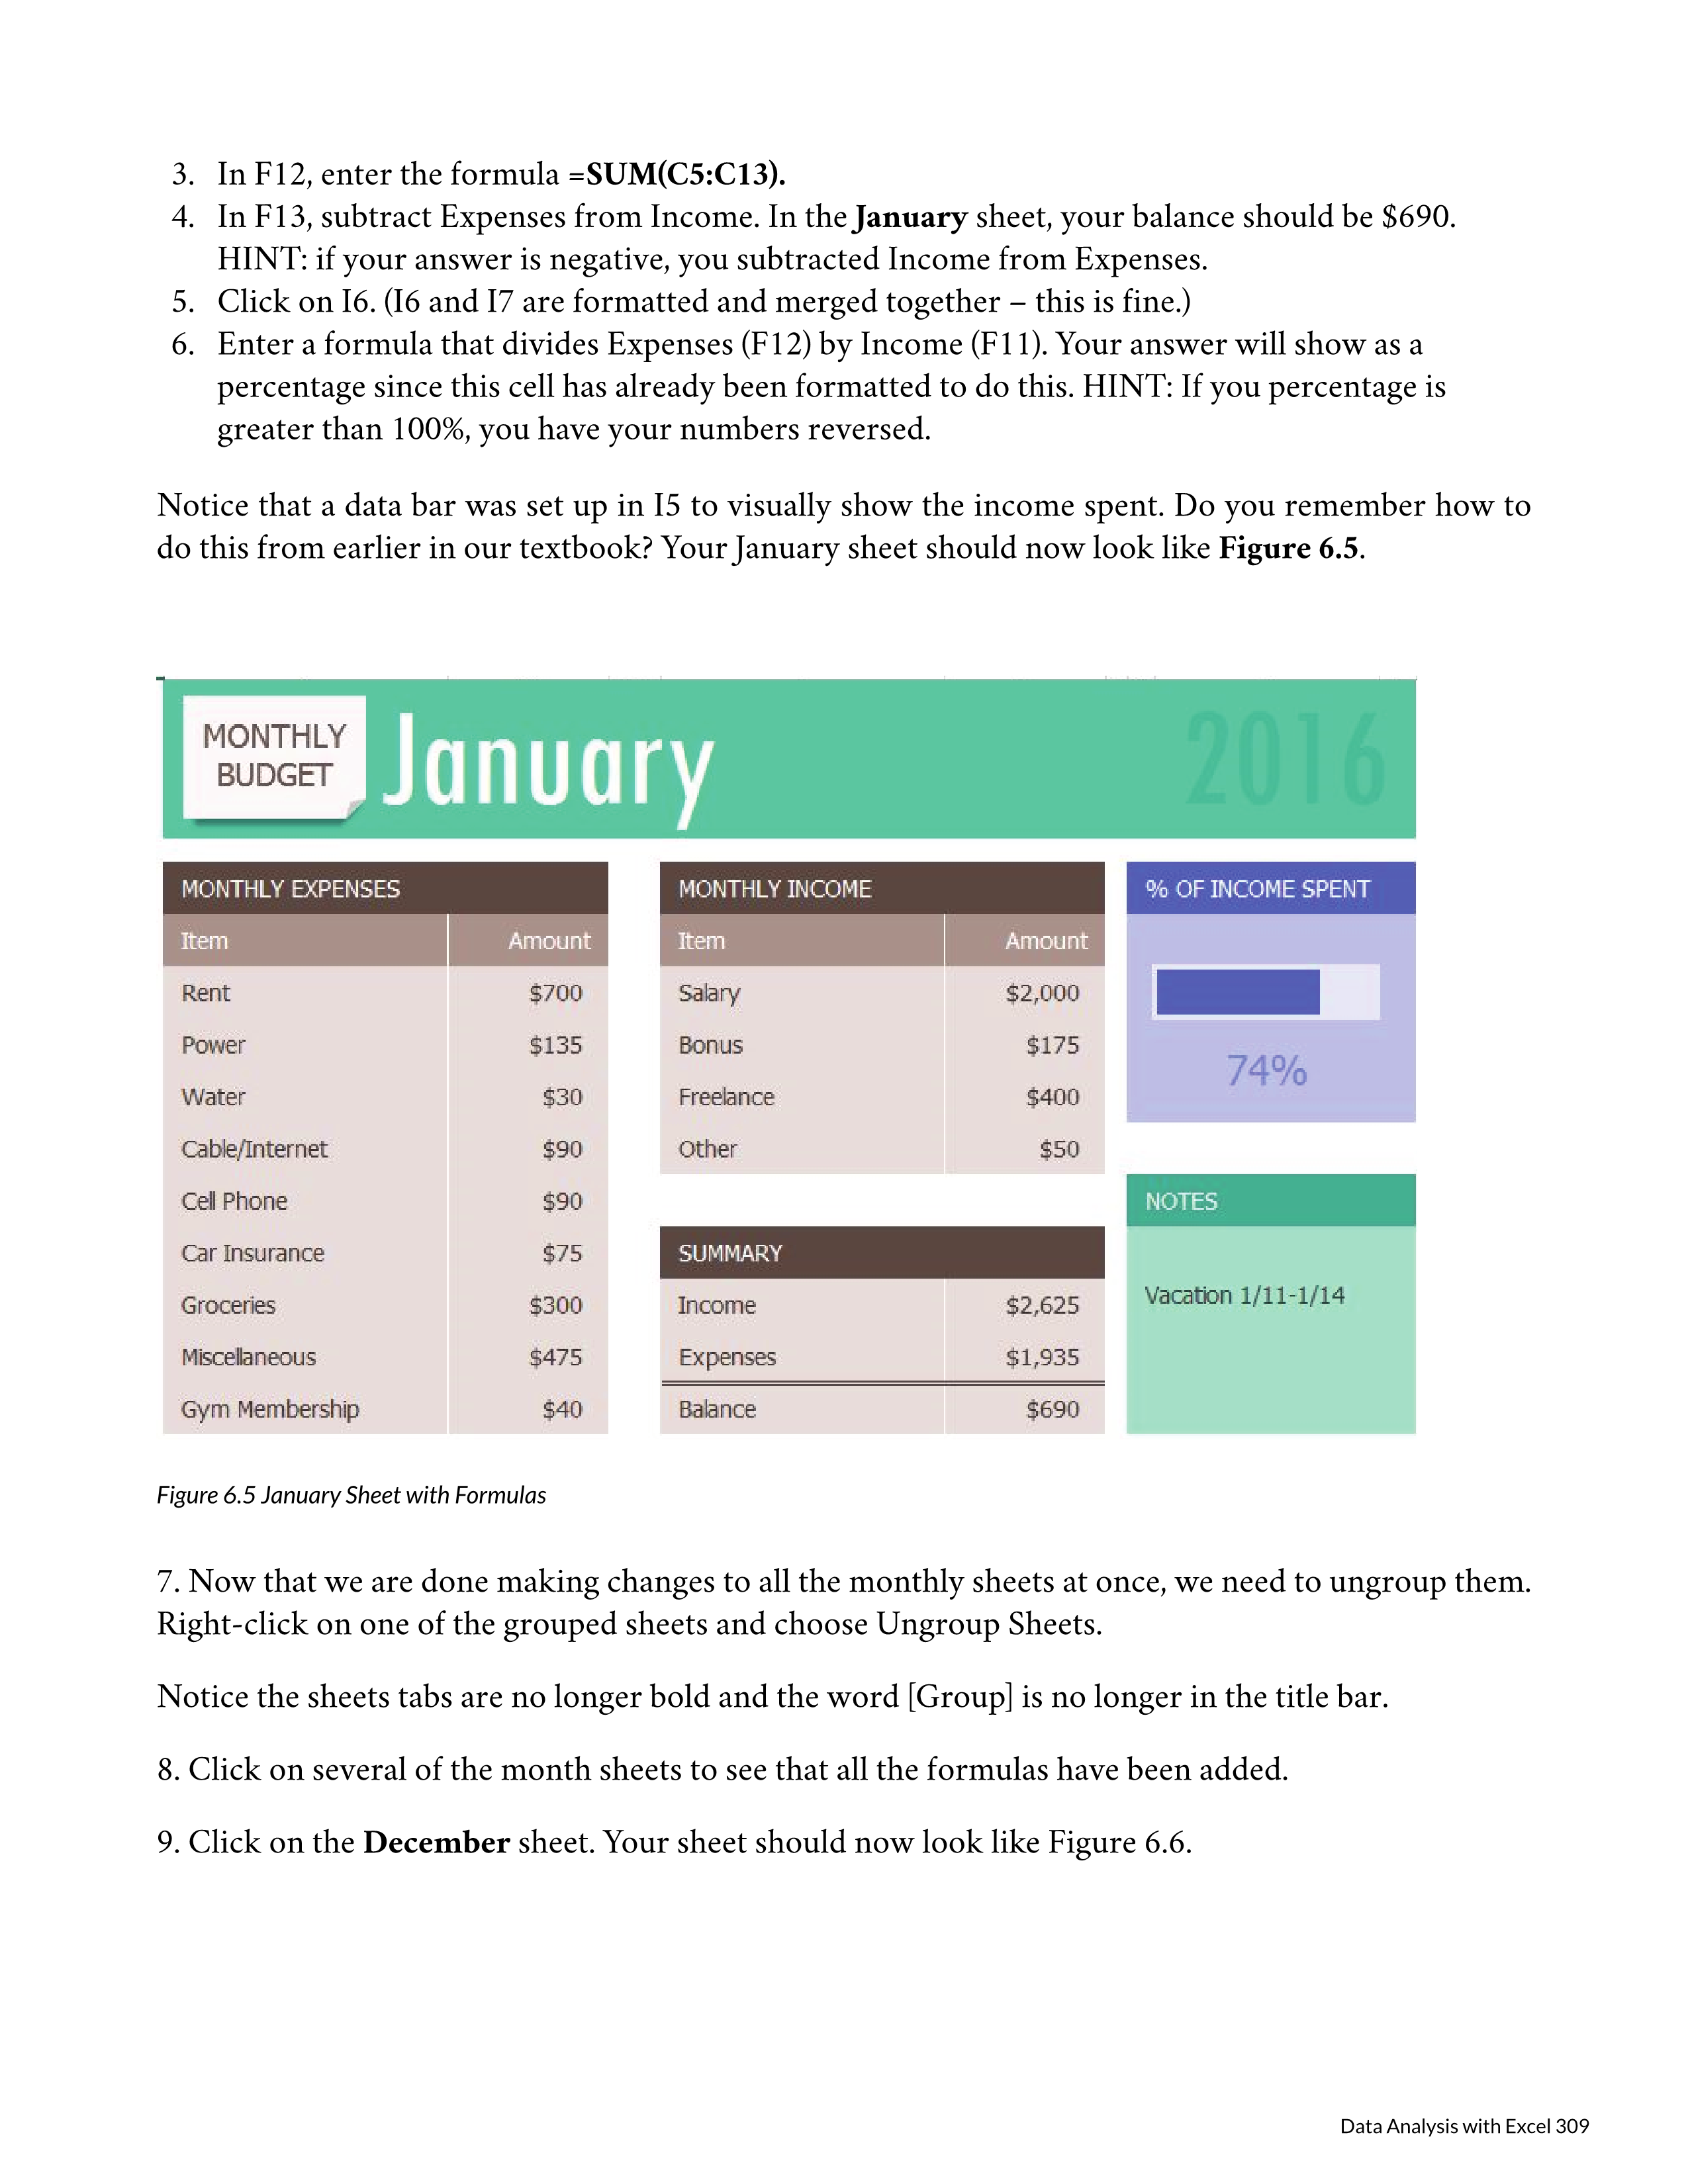 3. In F12, enter the formula =SUM(C5:C13).
4. In F13, subtract Expenses from Income. In the January sheet, your balance should be $690.
HINT: if your answer is negative, you subtracted Income from Expenses.
5. Click on I6. (I6 and I7 are formatted and merged together – this is fine.)
6. Enter a formula that divides Expenses (F12) by Income (F11). Your answer will show as a
percentage since this cell has already been formatted to do this. HINT: If you percentage is
greater than 100%, you have your numbers reversed.
Notice that a data bar was set up in I5 to visually show the income spent. Do you remember how to
do this from earlier in our textbook? Your January sheet should now look like Figure 6.5.
MONTHLY
BUDGET
January
2016
MONTHLY EXPENSES
Item Amount
Rent $700
Power $135
Water $30
Cable/Internet $90
Cell Phone $90
Car Insurance $75
Groceries $300
Miscellaneous $475
Gym Membership $40
MONTHLY INCOME
Item Amount
Salary $2,000
Bonus $175
Freelance $400
Other $50
SUMMARY
Income $2,625
Expenses $1,935
Balance $690
% OF INCOME SPENT
74%
NOTES
Vacation 1/11-1/14
Figure 6.5 January Sheet with Formulas
7. Now that we are done making changes to all the monthly sheets at once, we need to ungroup them.
Right-click on one of the grouped sheets and choose Ungroup Sheets.
Notice the sheets tabs are no longer bold and the word [Group] is no longer in the title bar.
8. Click on several of the month sheets to see that all the formulas have been added.
9. Click on the December sheet. Your sheet should now look like Figure 6.6.
Data Analysis with Excel 309